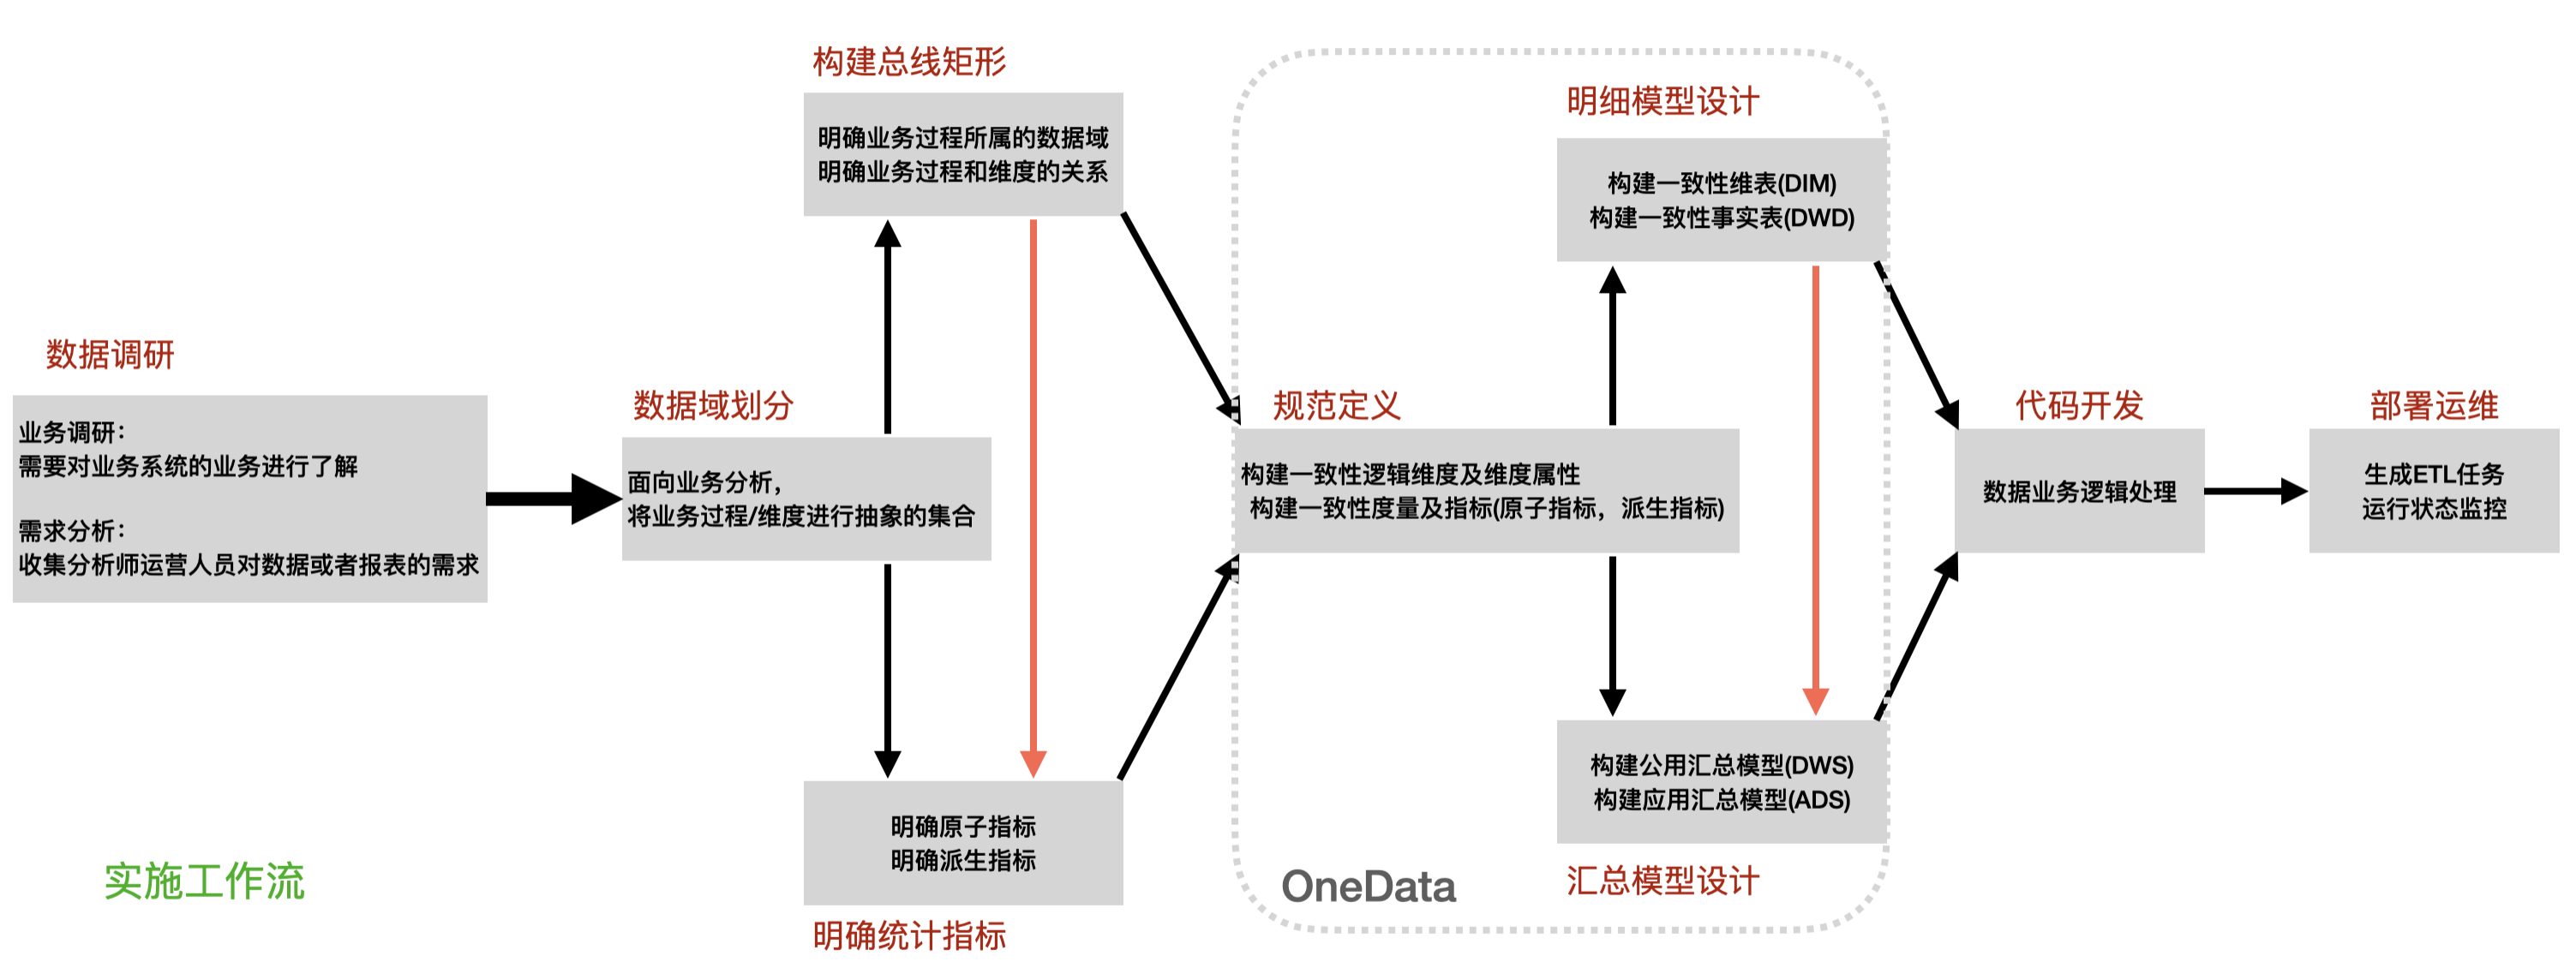 数据调研
业务调研：
需要对业务系统的业务进行了解
需求分析：
收集分析师运营人员对数据或者报表的需求
数据域划分
面向业务分析，
将业务过程/维度进行抽象的集合
构建总线矩形
明确业务过程所属的数据域
明确业务过程和维度的关系
明确原子指标
明确派生指标
明确统计指标
规范定义
构建一致性逻辑维度及维度属性
构建一致性度量及指标(原子指标，派生指标)
明细模型设计
构建一致性维表(DIM)
构建一致性事实表(DWD)
构建公用汇总模型(DWS)
构建应用汇总模型(ADS)
汇总模型设计
OneData
代码开发
数据业务逻辑处理
部署运维
生成ETL任务
运行状态监控
实施工作流